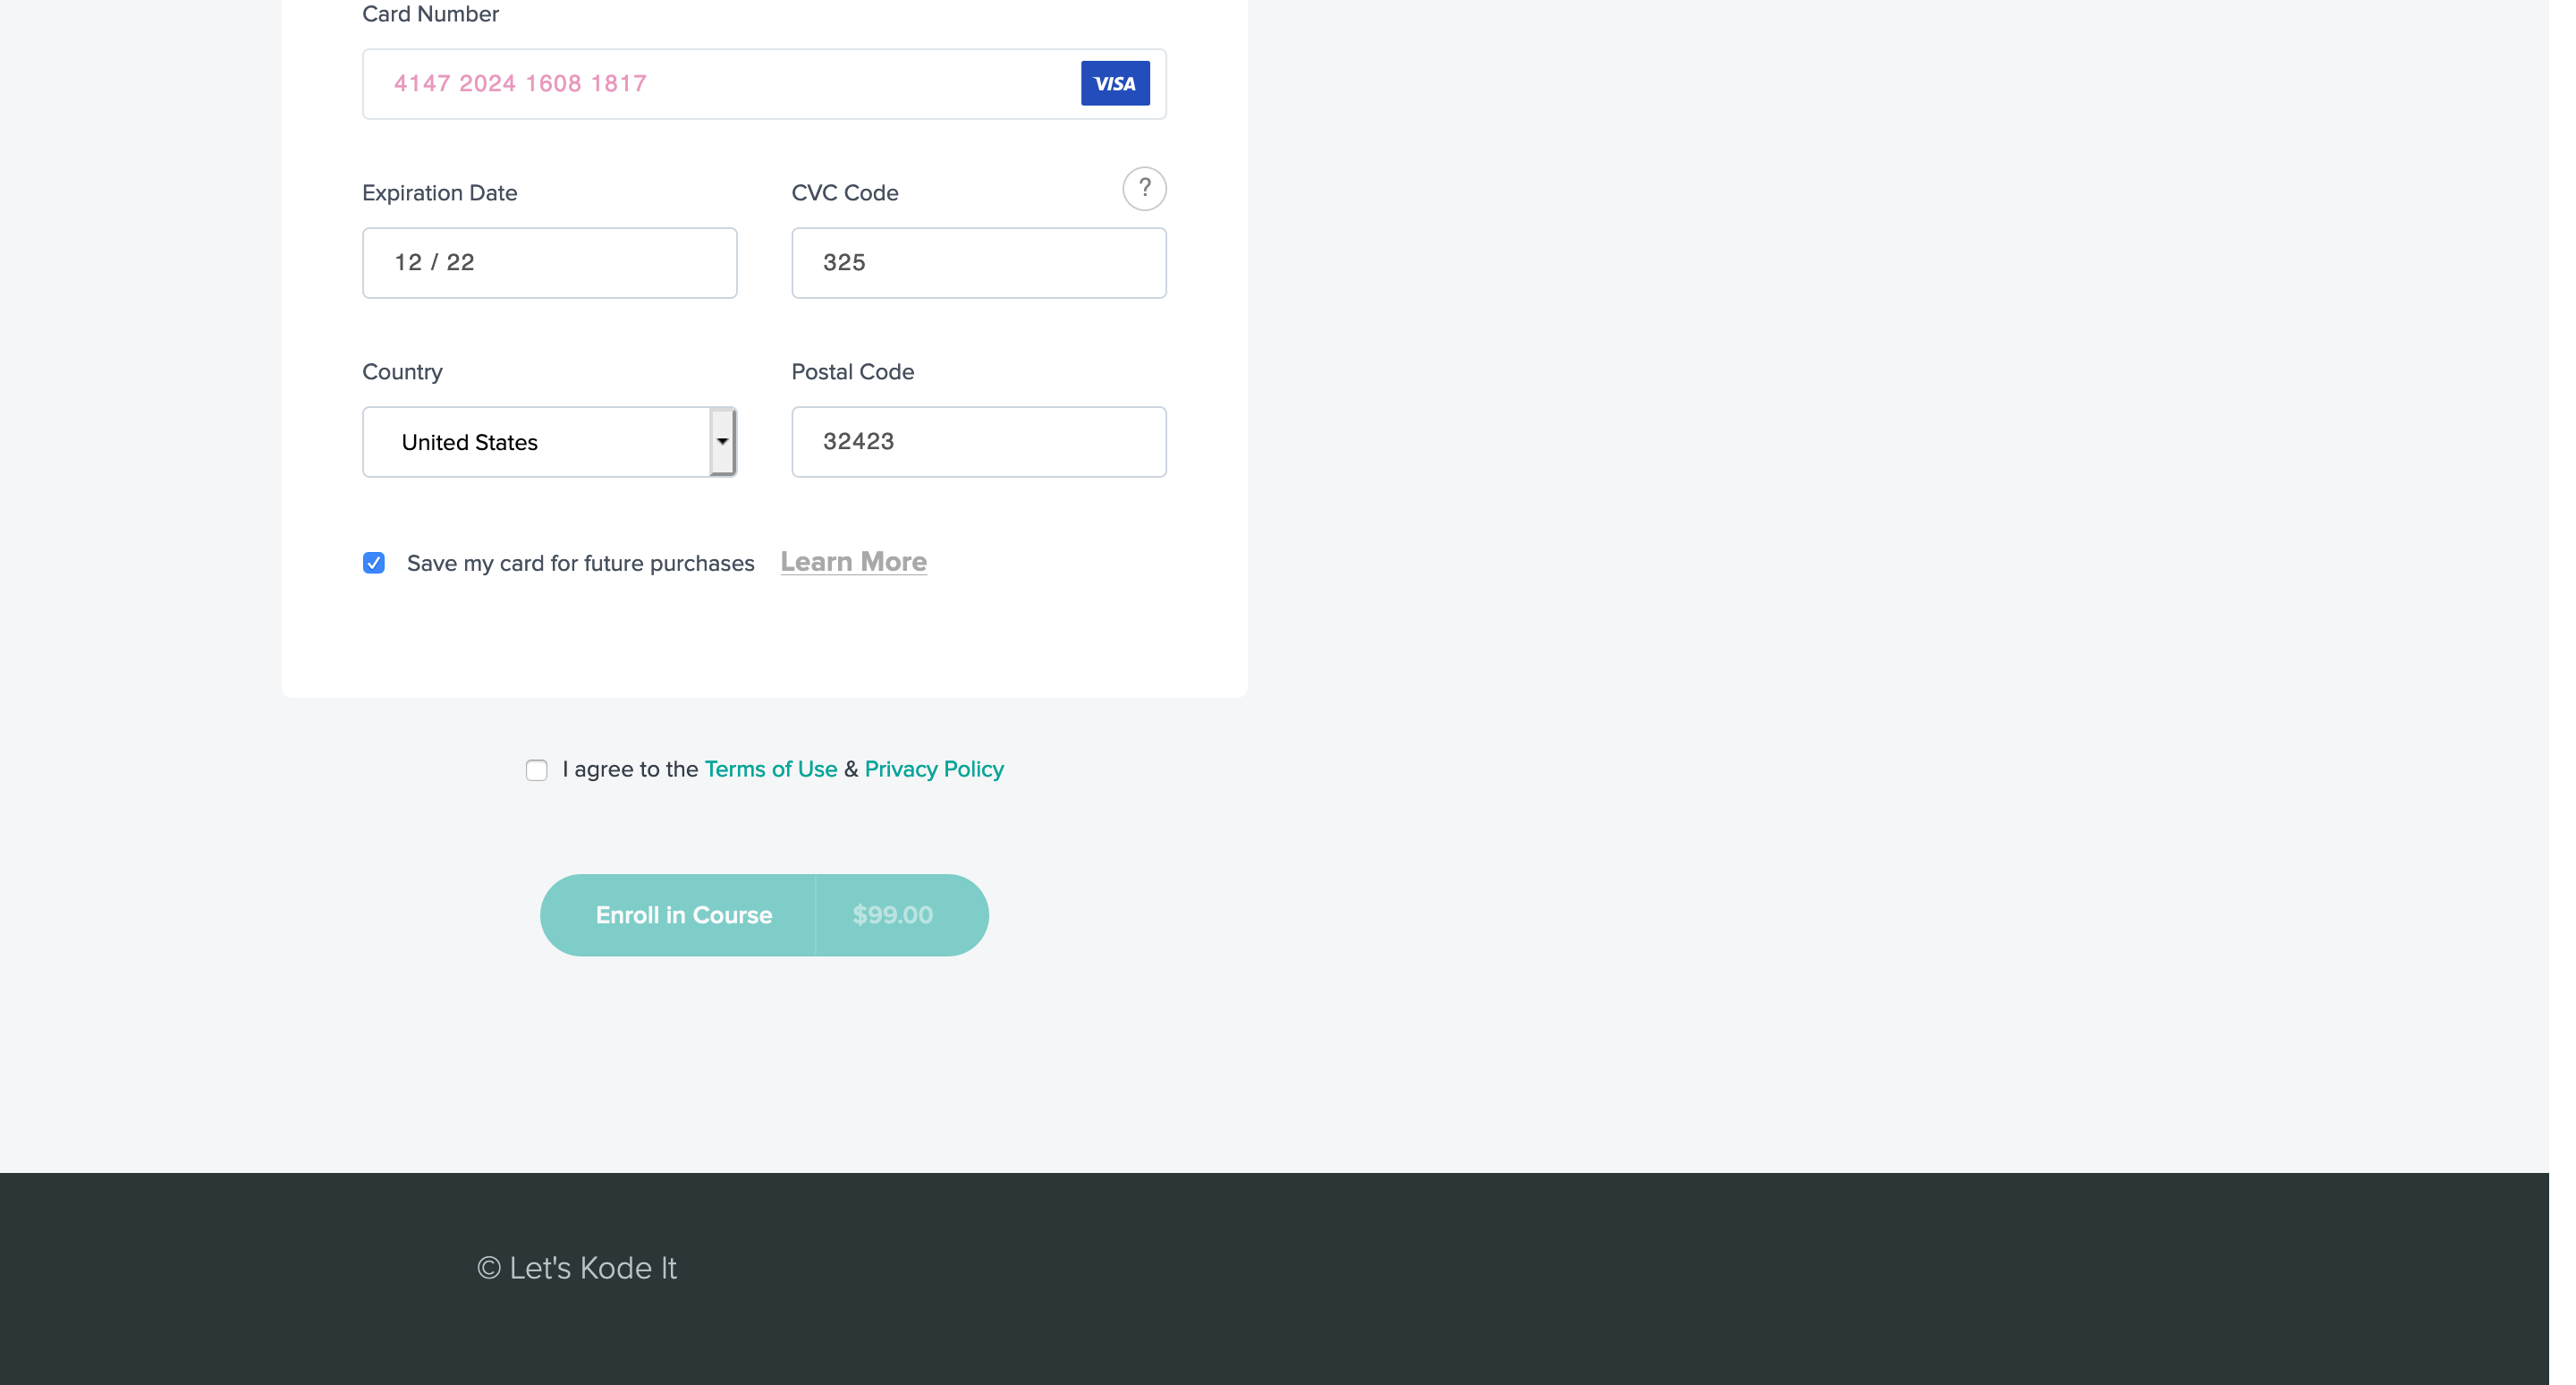 Card Number
4147 2024 1608 1817
VISA
Expiration Date
CVC Code
?
12 / 22
325
Country
Postal Code
United States
32423
Save my card for future purchases Learn More
I agree to the Terms of Use & Privacy Policy
Enroll in Course $99.00
© Let's Kode It